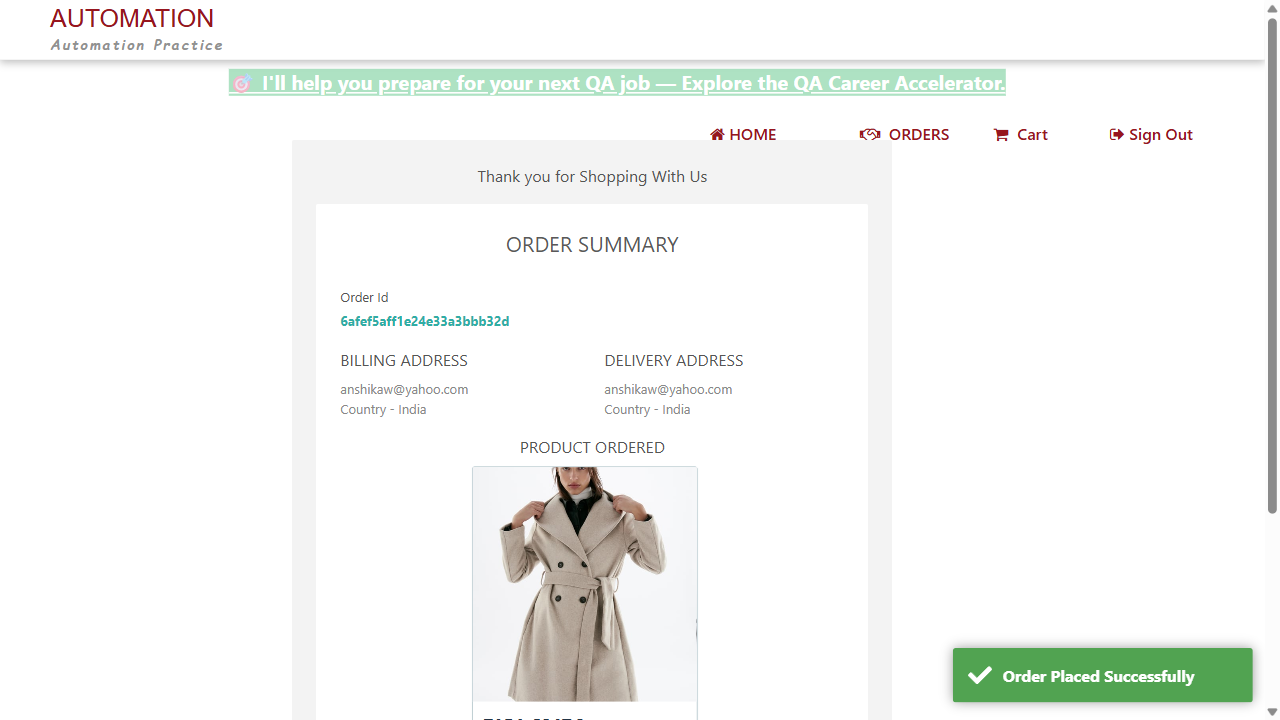 AUTOMATION
Automation Practice
🎯 I'll help you prepare for your next QA job — Explore the QA Career Accelerator.
HOME
ORDERS
Cart
Sign Out
Thank you for Shopping With Us
ORDER SUMMARY
Order Id
6afef5aff1e24e33a3bbb32d
BILLING ADDRESS
anshikaw@yahoo.com
Country - India
DELIVERY ADDRESS
anshikaw@yahoo.com
Country - India
PRODUCT ORDERED
Order Placed Successfully